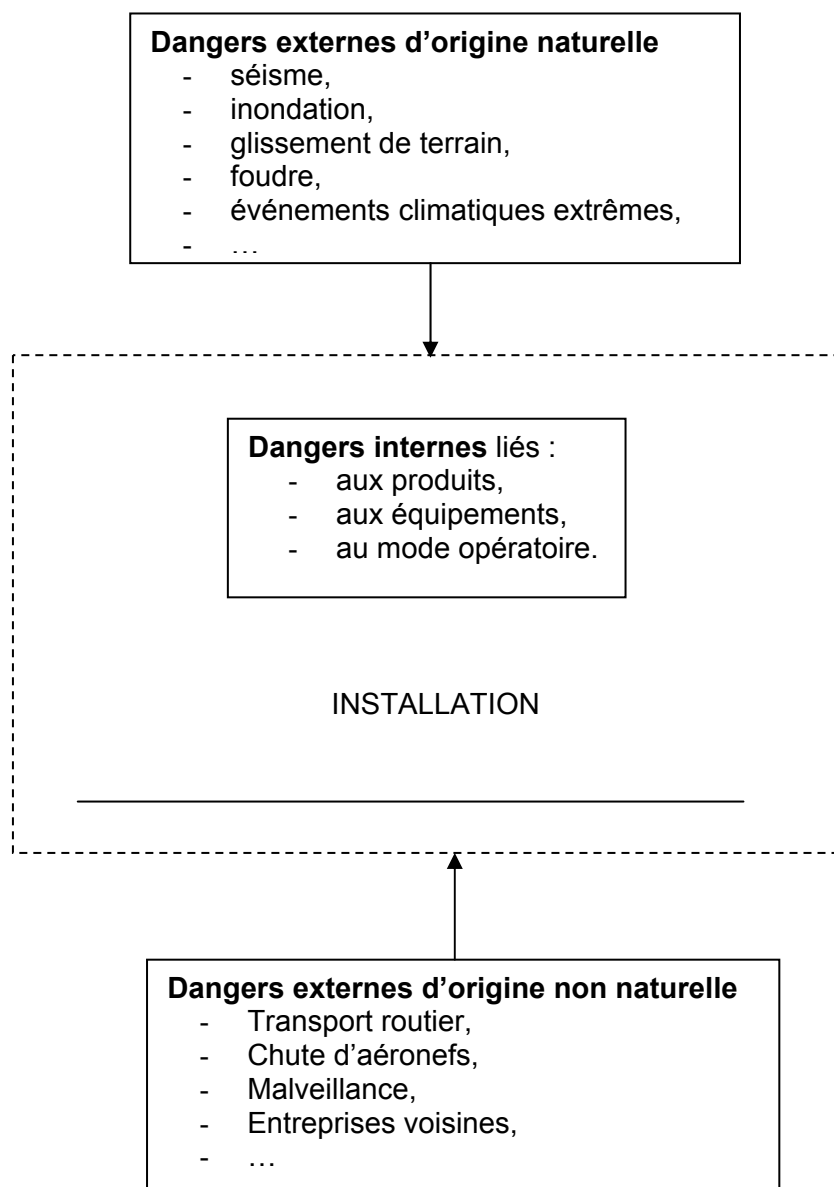 Dangers externes d’origine naturelle
- séisme,
- inondation,
- glissement de terrain,
- foudre,
- événements climatiques extrêmes,
- …
Dangers internes liés :
- aux produits,
- aux équipements,
- au mode opératoire.
INSTALLATION
Dangers externes d’origine non naturelle
- Transport routier,
- Chute d’aéronefs,
- Malveillance,
- Entreprises voisines,
- …